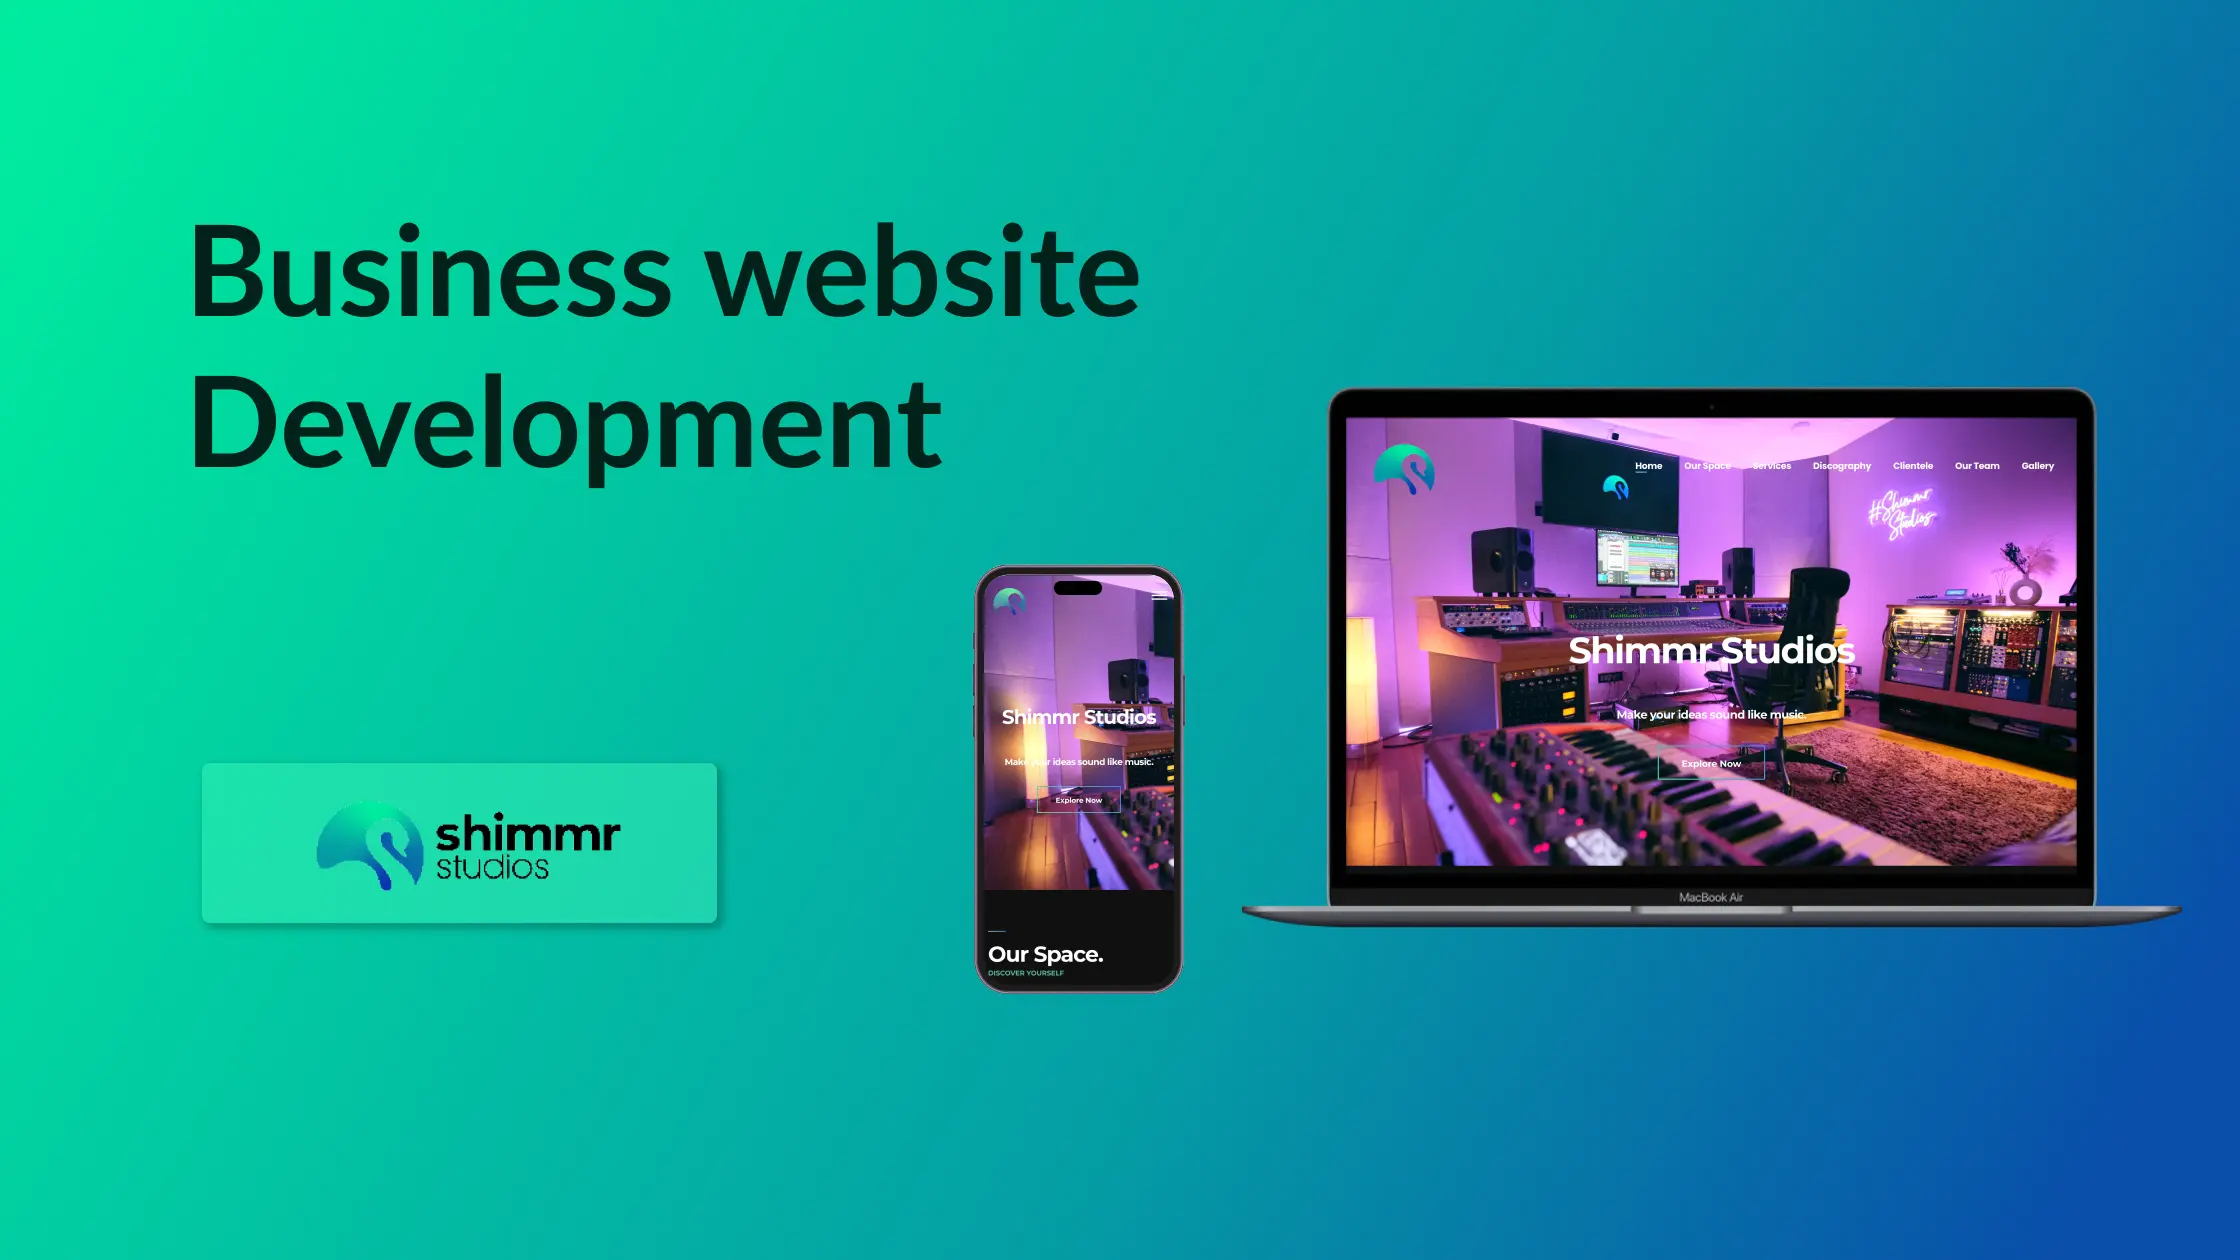 Business website
Development
shimmr
studios
Shimmr Studios
Make your ideas sound like music.
Explore Now
Our Space.
DISCOVER YOURSELF
Home Our Space Services Discography Clientele Our Team Gallery
#Shimmr
Studios
Shimmr Studios
Make your ideas sound like music.
Explore Now
MacBook Air